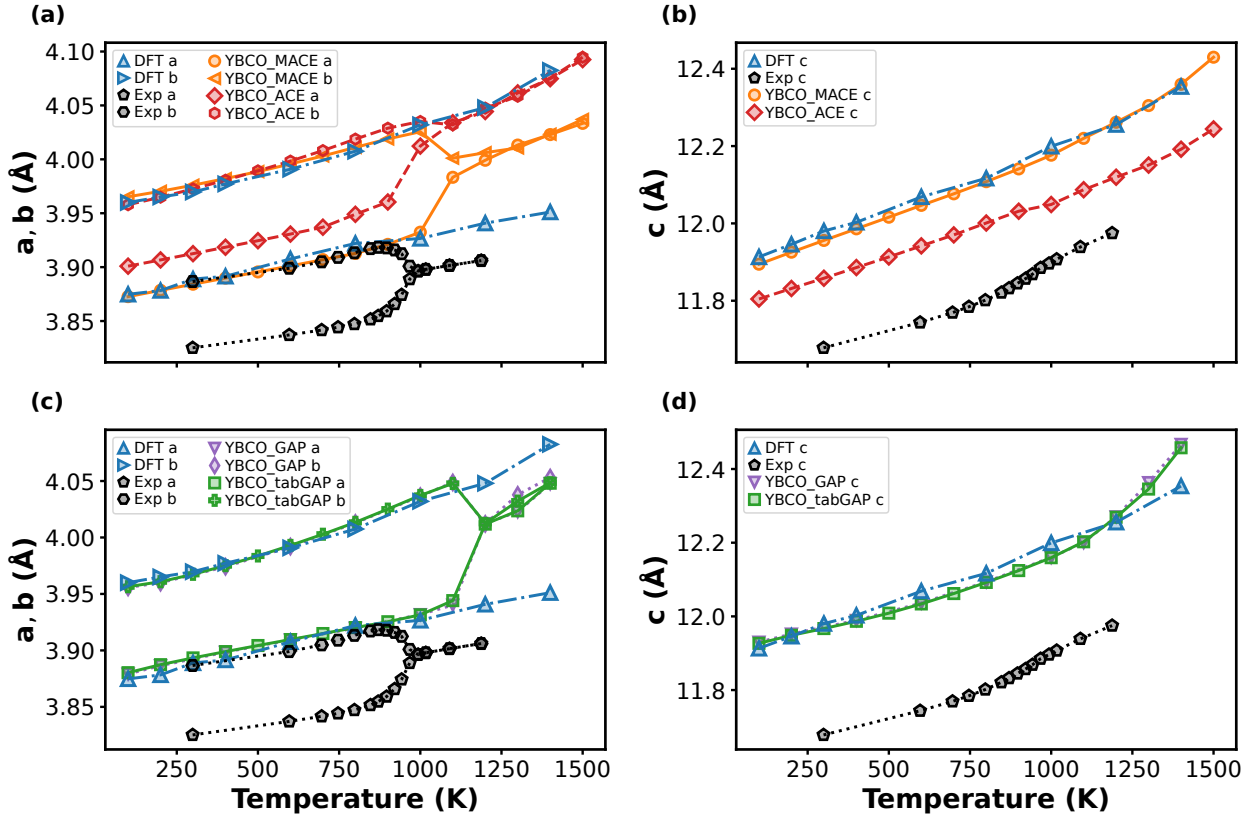 (a)
DFT a
DFT b
Exp a
Exp b
YBCO_MACE a
YBCO_MACE b
YBCO_ACE a
YBCO_ACE b
4.10
4.05
4.00
3.95
3.90
3.85
a, b (Å)
(b)
DFT c
Exp c
YBCO_MACE c
YBCO_ACE c
12.4
12.2
12.0
11.8
c (Å)
(c)
DFT a
DFT b
Exp a
Exp b
YBCO_GAP a
YBCO_GAP b
YBCO_tabGAP a
YBCO_tabGAP b
4.05
4.00
3.95
3.90
3.85
a, b (Å)
250 500 750 1000 1250 1500
Temperature (K)
(d)
DFT c
Exp c
YBCO_GAP c
YBCO_tabGAP c
12.4
12.2
12.0
11.8
c (Å)
250 500 750 1000 1250 1500
Temperature (K)